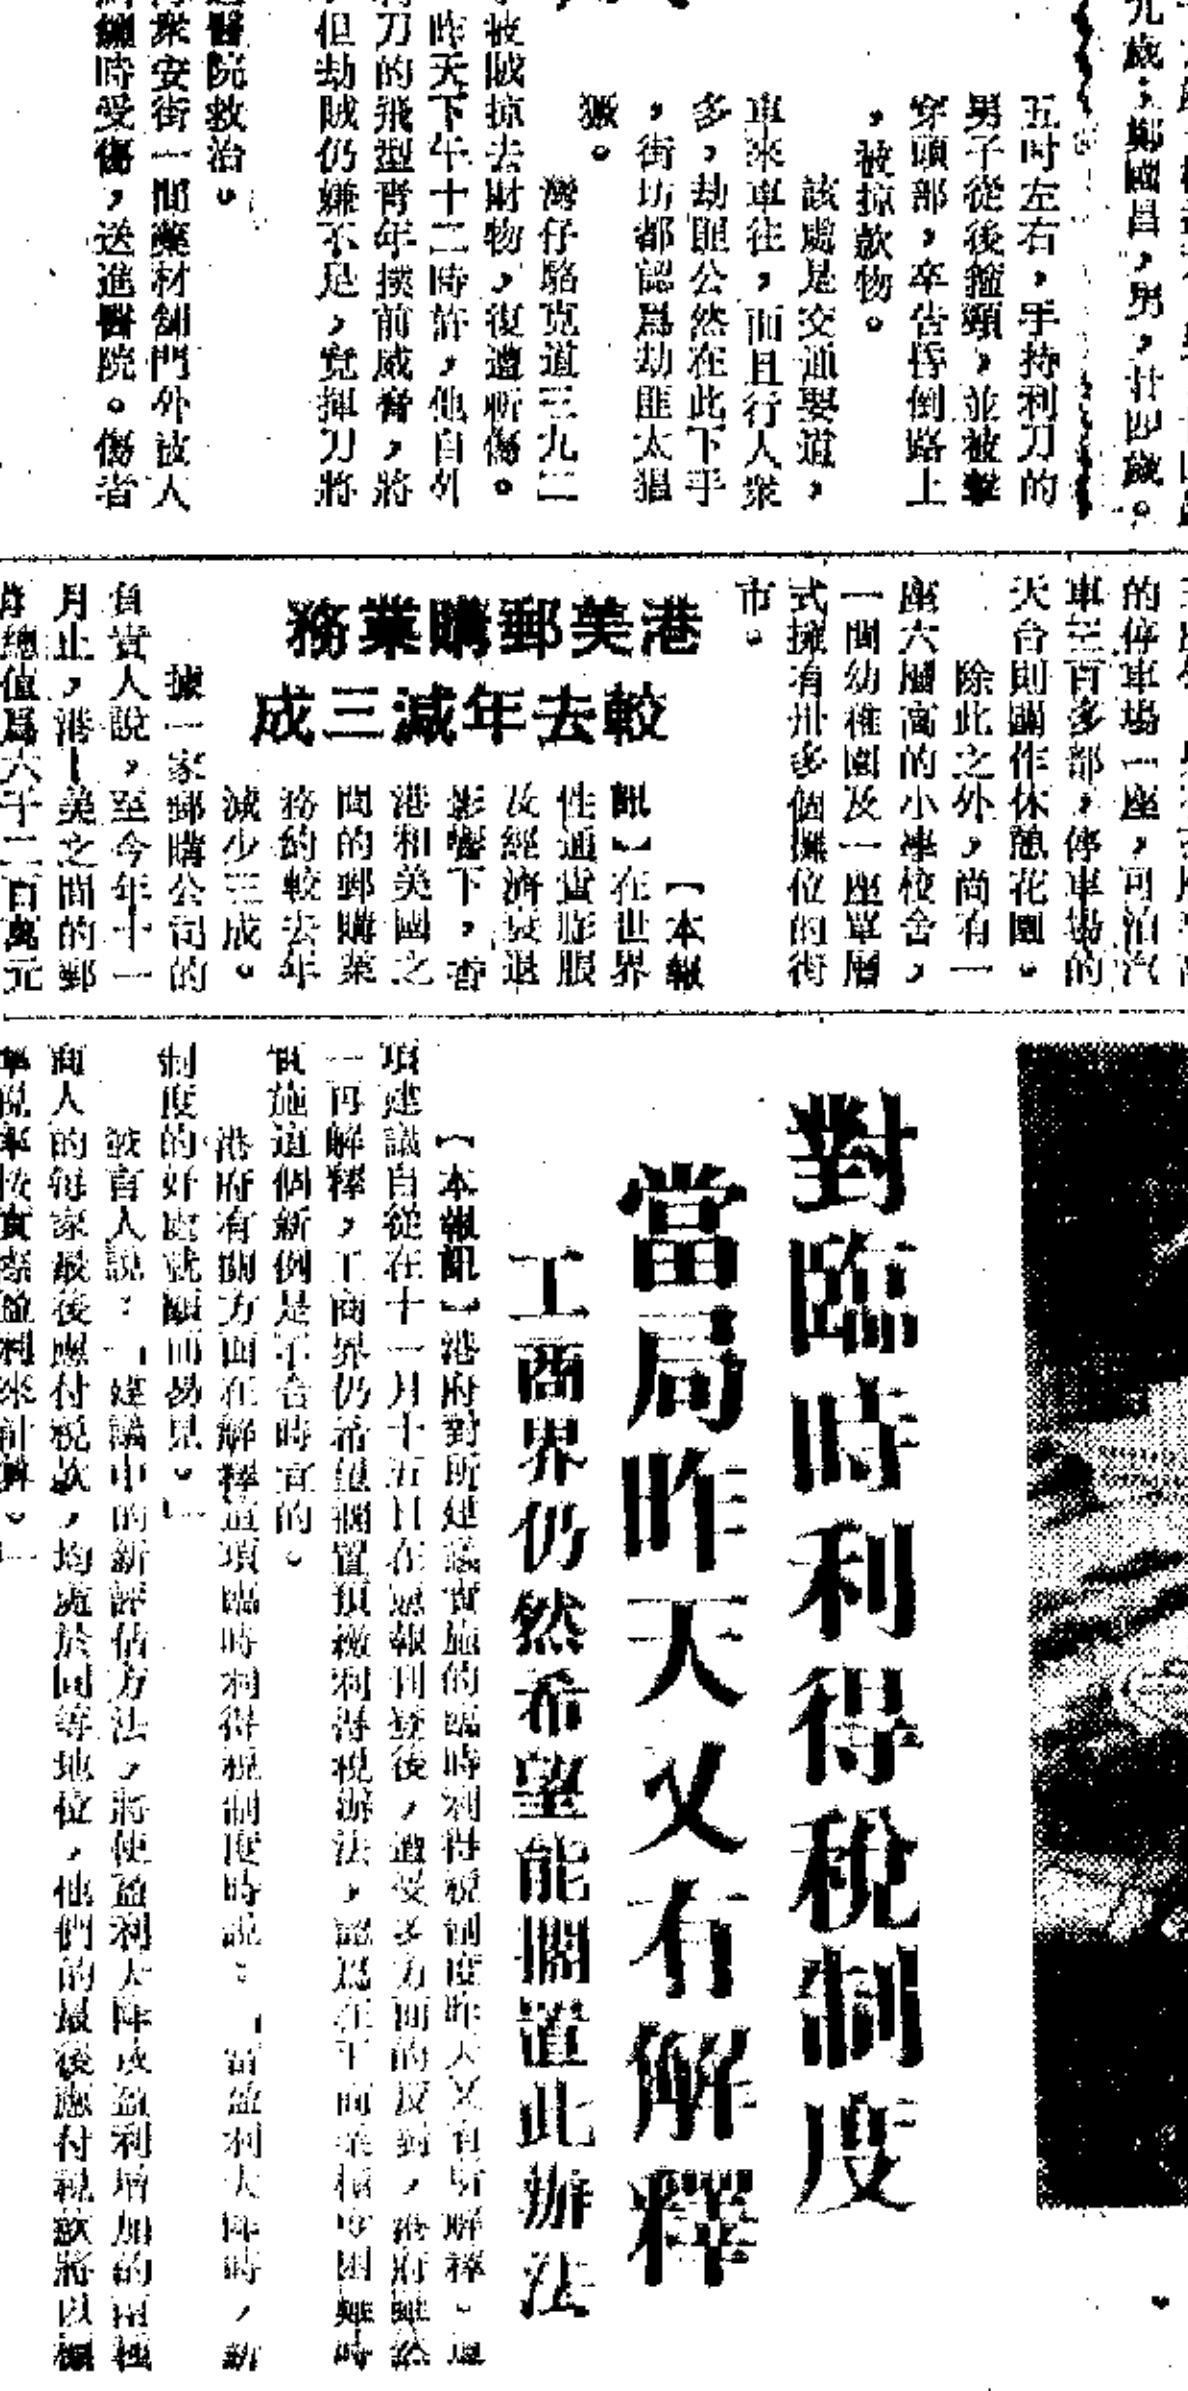 九歲；鄭國昌，男，廿四歲。
五吋左右，手持利刀的
男子從後箍頸，並被擊
穿頭部，卒告昏倒路上
，被掠款物。
該處是交通要道，
車來車往，而且行人衆
多，劫匪公然在此下手
，街坊都認爲劫匪太猖
獗。
灣仔駱克道三九二
被賊掠去財物，復遭斬傷。
昨天下午十二時許，他自外
利刀的飛型青年撲前威脅，將
但劫賊仍嫌不足，竟揮刀將
醫院救治。
衆安街一間藥材舖門外被人
時受傷，送進醫院。傷者
的停車場一座，可泊汽
車三百多部，停車場的
天台則闢作休憩花園。
除此之外，尚有一
座六層高的小學校舍，
一間幼稚園及一座單層
式擁有卅多個攤位的街
市。
港美郵購業務
較去年減三成
【本報
訊】在世界
性通貨膨脹
及經濟衰退
影響下，香
港和美國之
間的郵購業
務約較去年
減少三成。
據一家郵購公司的
負責人說，至今年十一
月止，港—美之間的郵
總值爲六千二百萬元
對臨時利得稅制度
當局昨天又有解釋
工商界仍然希望能擱置此辦法
【本報訊】港府對所建議實施的臨時利得稅制度昨天又有所解釋。這
項建議自從在十一月十五日在憲報刊登後，遭受多方面的反對，港府雖然
一再解釋，工商界仍希望擱置預繳利得稅辦法，認爲在千商業極度困難時
實施這個新例是不合時宜的。
港府有關方面在解釋這項臨時利得稅制度時說：「當盈利大降時，新
制度的好處就顯而易見。」
發言人說：「建議中的新評估方法，將使盈利大降或盈利增加的兩種
商人的每家最後應付稅款，均處於同等地位，他們的最後應付稅款將以
單稅率按實際盈利來計算。」